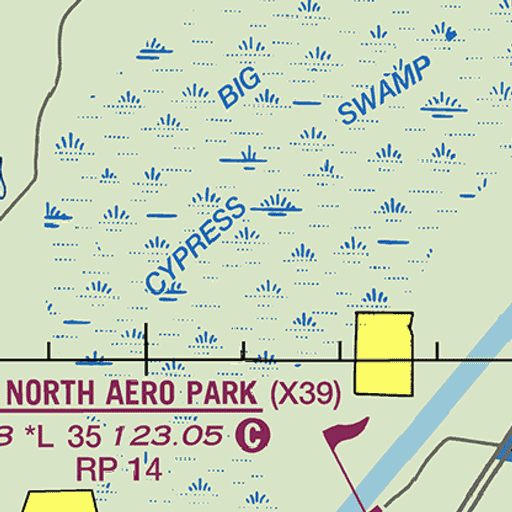 BIG
SWAMP
CYPRESS
NORTH AERO PARK (X39)
*L 35 123.05 C
RP 14